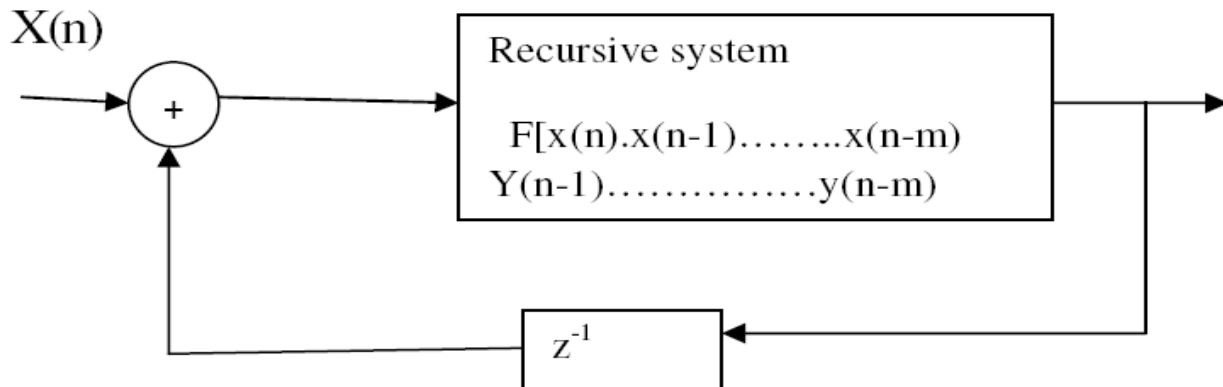 X(n)
+
Recursive system
F[x(n).x(n-1)……..x(n-m)
Y(n-1)……………y(n-m)
z⁻¹